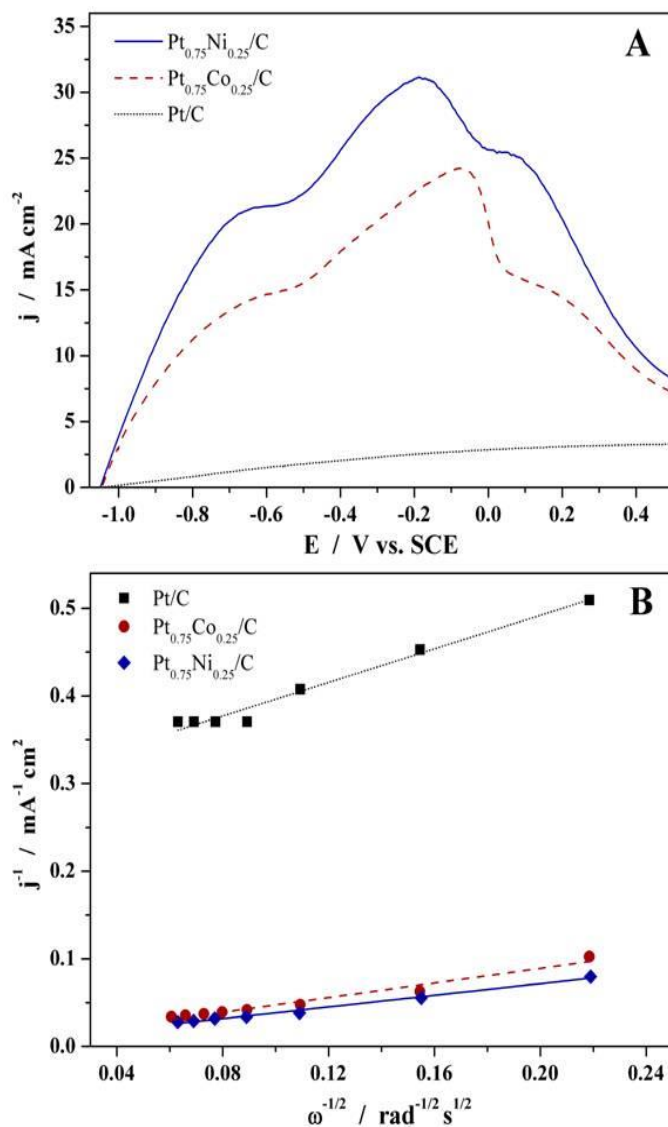 A
Pt0.75Ni0.25/C
Pt0.75Co0.25/C
Pt/C
35
30
25
20
15
10
5
0
j / mA cm-2
-1.0 -0.8 -0.6 -0.4 -0.2 0.0 0.2 0.4
E / V vs. SCE
B
Pt/C
Pt0.75Co0.25/C
Pt0.75Ni0.25/C
0.5
0.4
0.3
0.2
0.1
0.0
j-1 / mA-1 cm2
0.04 0.08 0.12 0.16 0.20 0.24
ω-1/2 / rad-1/2 s1/2